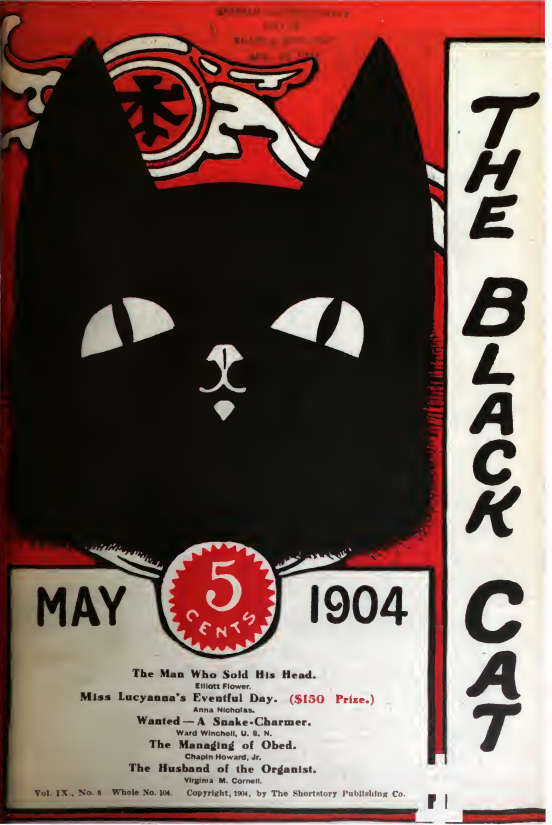 THE BLACK CAT
MAY 5 CENTS 1904
The Man Who Sold His Head.
Elliott Flower.
Miss Lucyanna's Eventful Day. ($150 Prize.)
Anna Nicholas.
Wanted — A Snake-Charmer.
Ward Winchell, U. S. N.
The Managing of Obed.
Chapin Howard, Jr.
The Husband of the Organist.
Virginia M. Cornell.
Vol. IX, No. 8 Whole No. 104. Copyright, 1904, by The Shortstory Publishing Co.